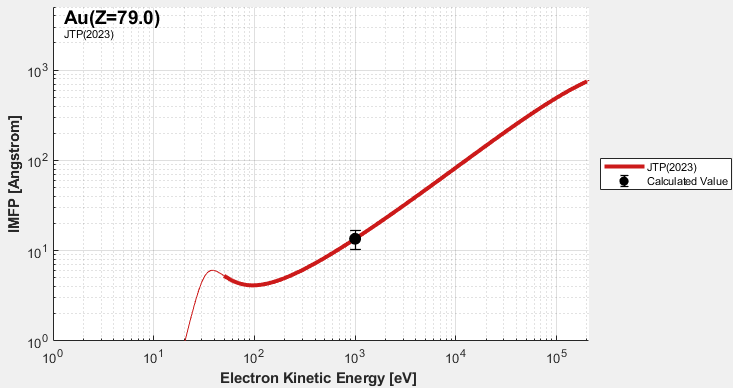 Au(Z=79.0)
JTP(2023)
IMFP [Angstrom]
10³
10²
10¹
10⁰
10⁰ 10¹ 10² 10³ 10⁴ 10⁵
Electron Kinetic Energy [eV]
JTP(2023)
Calculated Value